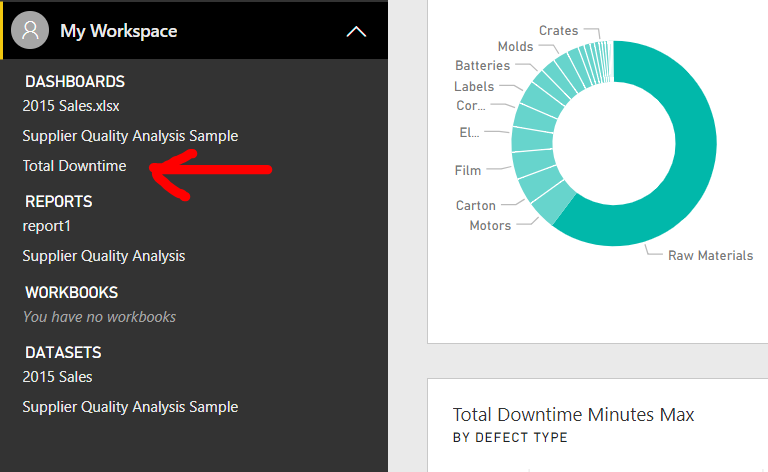 My Workspace
DASHBOARDS
2015 Sales.xlsx
Supplier Quality Analysis Sample
Total Downtime
REPORTS
report1
Supplier Quality Analysis
WORKBOOKS
You have no workbooks
DATASETS
2015 Sales
Supplier Quality Analysis Sample
Crates
Molds
Batteries
Labels
Cor...
El...
Film
Carton
Motors
Raw Materials
Total Downtime Minutes Max
BY DEFECT TYPE